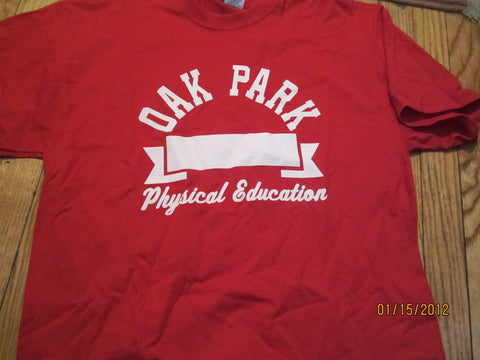 OAK PARK
Physical Education
01/15/2012